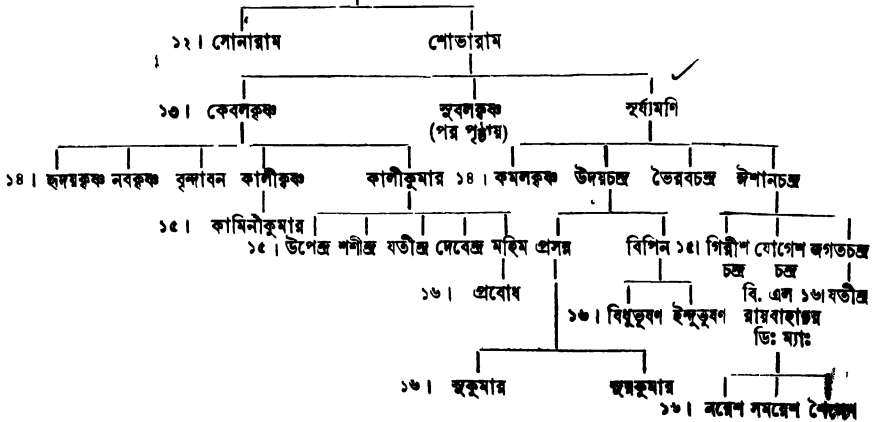 ১২। সোনারাম শোভারাম
১৩। কেবলকৃষ্ণ সুবলকৃষ্ণ সূর্য্যমণি
(পর পৃষ্ঠায়)
১৪। হৃদয়কৃষ্ণ নবকৃষ্ণ বৃন্দাবন কালীকৃষ্ণ কালীকুমার ১৪। কমলকৃষ্ণ উদয়চন্দ্র ভৈরবচন্দ্র ঈশানচন্দ্র
১৫। কামিনীকুমার
১৫। উপেন্দ্র শশীন্দ্র যতীন্দ্র দেবেন্দ্র মহিম প্রসন্ন বিপিন ১৫। গিরীশ যোগেশ জগতচন্দ্র
চন্দ্র চন্দ্র
১৬। প্রবোধ বি. এল ১৬। যতীন্দ্র
১৬। বিধুভূষণ ইন্দুভূষণ রায়বাহাদুর
ডিঃ ম্যাঃ
১৬। সুকুমার সুরকুমার
১৬। নরেশ সমরেশ